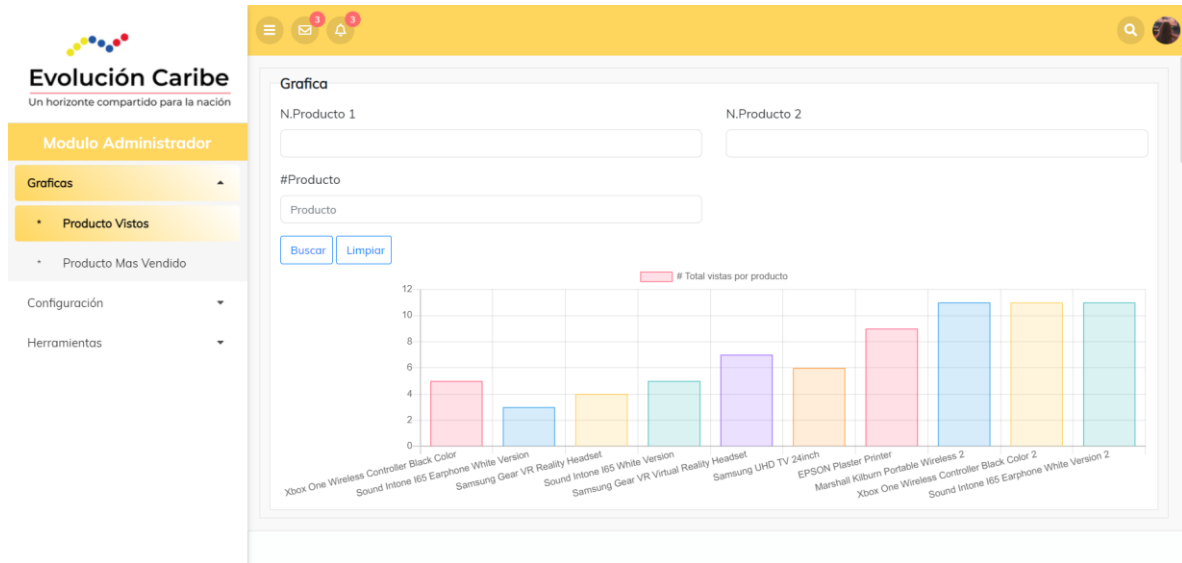 3
3
Evolución Caribe
Un horizonte compartido para la nación
Modulo Administrador
Graficas
* Producto Vistos
* Producto Mas Vendido
Configuración
Herramientas
Grafica
N.Producto 1
N.Producto 2
#Producto
Producto
Buscar
Limpiar
# Total vistas por producto
12
10
8
6
4
2
0
Xbox One Wireless Controller Black Color
Sound Intone I65 Earphone White Version
Samsung Gear VR Reality Headset
Sound Intone I65 White Version
Samsung Gear VR Virtual Reality Headset
Samsung UHD TV 24inch
EPSON Plaster Printer
Marshall Kilburn Portable Wireless 2
Xbox One Wireless Controller Black Color 2
Sound Intone I65 Earphone White Version 2